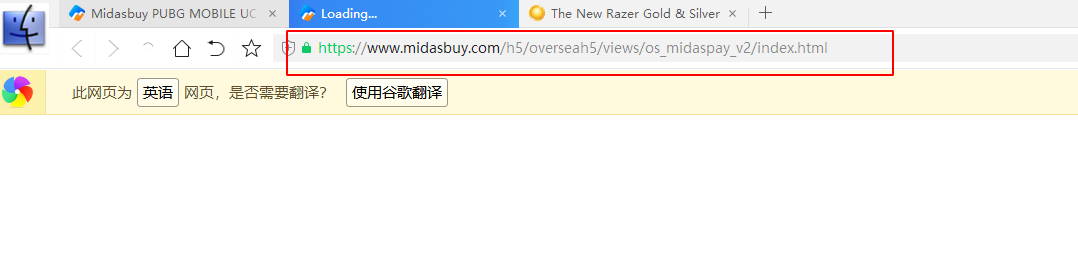 Midasbuy PUBG MOBILE UC
Loading...
The New Razer Gold & Silver
https://www.midasbuy.com/h5/overseah5/views/os_midaspay_v2/index.html
此网页为 英语 网页，是否需要翻译？ 使用谷歌翻译